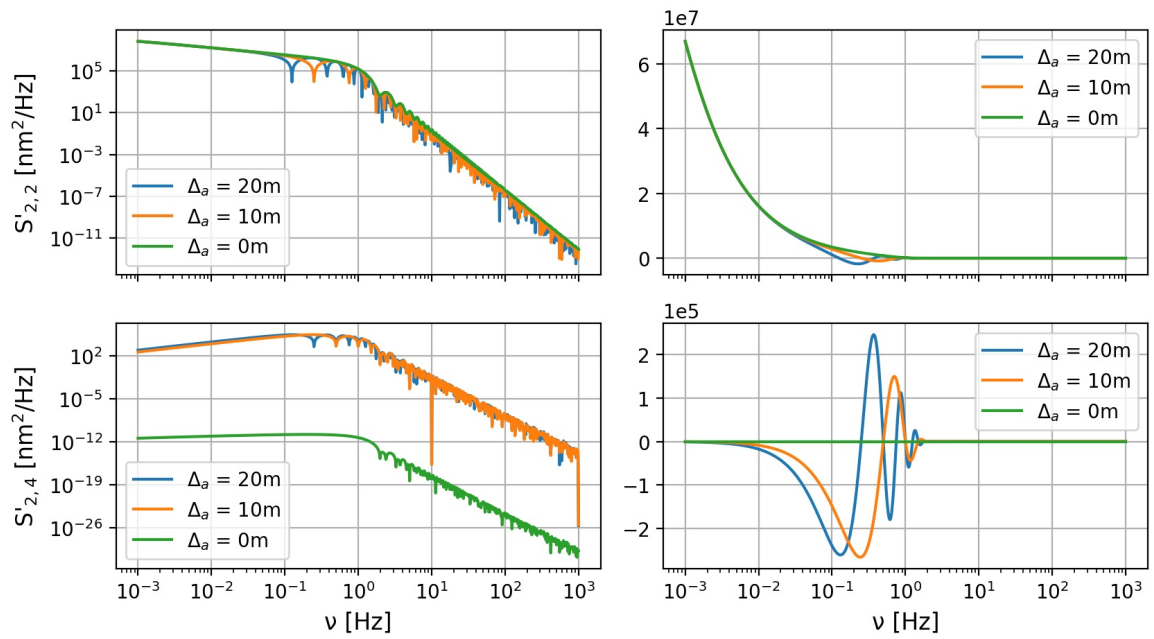 S'2,2 [nm²/Hz]
10⁵
10¹
10⁻³
10⁻⁷
10⁻¹¹
Δₐ = 20m
Δₐ = 10m
Δₐ = 0m
1e7
6
4
2
0
Δₐ = 20m
Δₐ = 10m
Δₐ = 0m
S'2,4 [nm²/Hz]
10²
10⁻⁵
10⁻¹²
10⁻¹⁹
10⁻²⁶
Δₐ = 20m
Δₐ = 10m
Δₐ = 0m
10⁻³ 10⁻² 10⁻¹ 10⁰ 10¹ 10² 10³
ν [Hz]
1e5
2
1
0
−1
−2
Δₐ = 20m
Δₐ = 10m
Δₐ = 0m
10⁻³ 10⁻² 10⁻¹ 10⁰ 10¹ 10² 10³
ν [Hz]